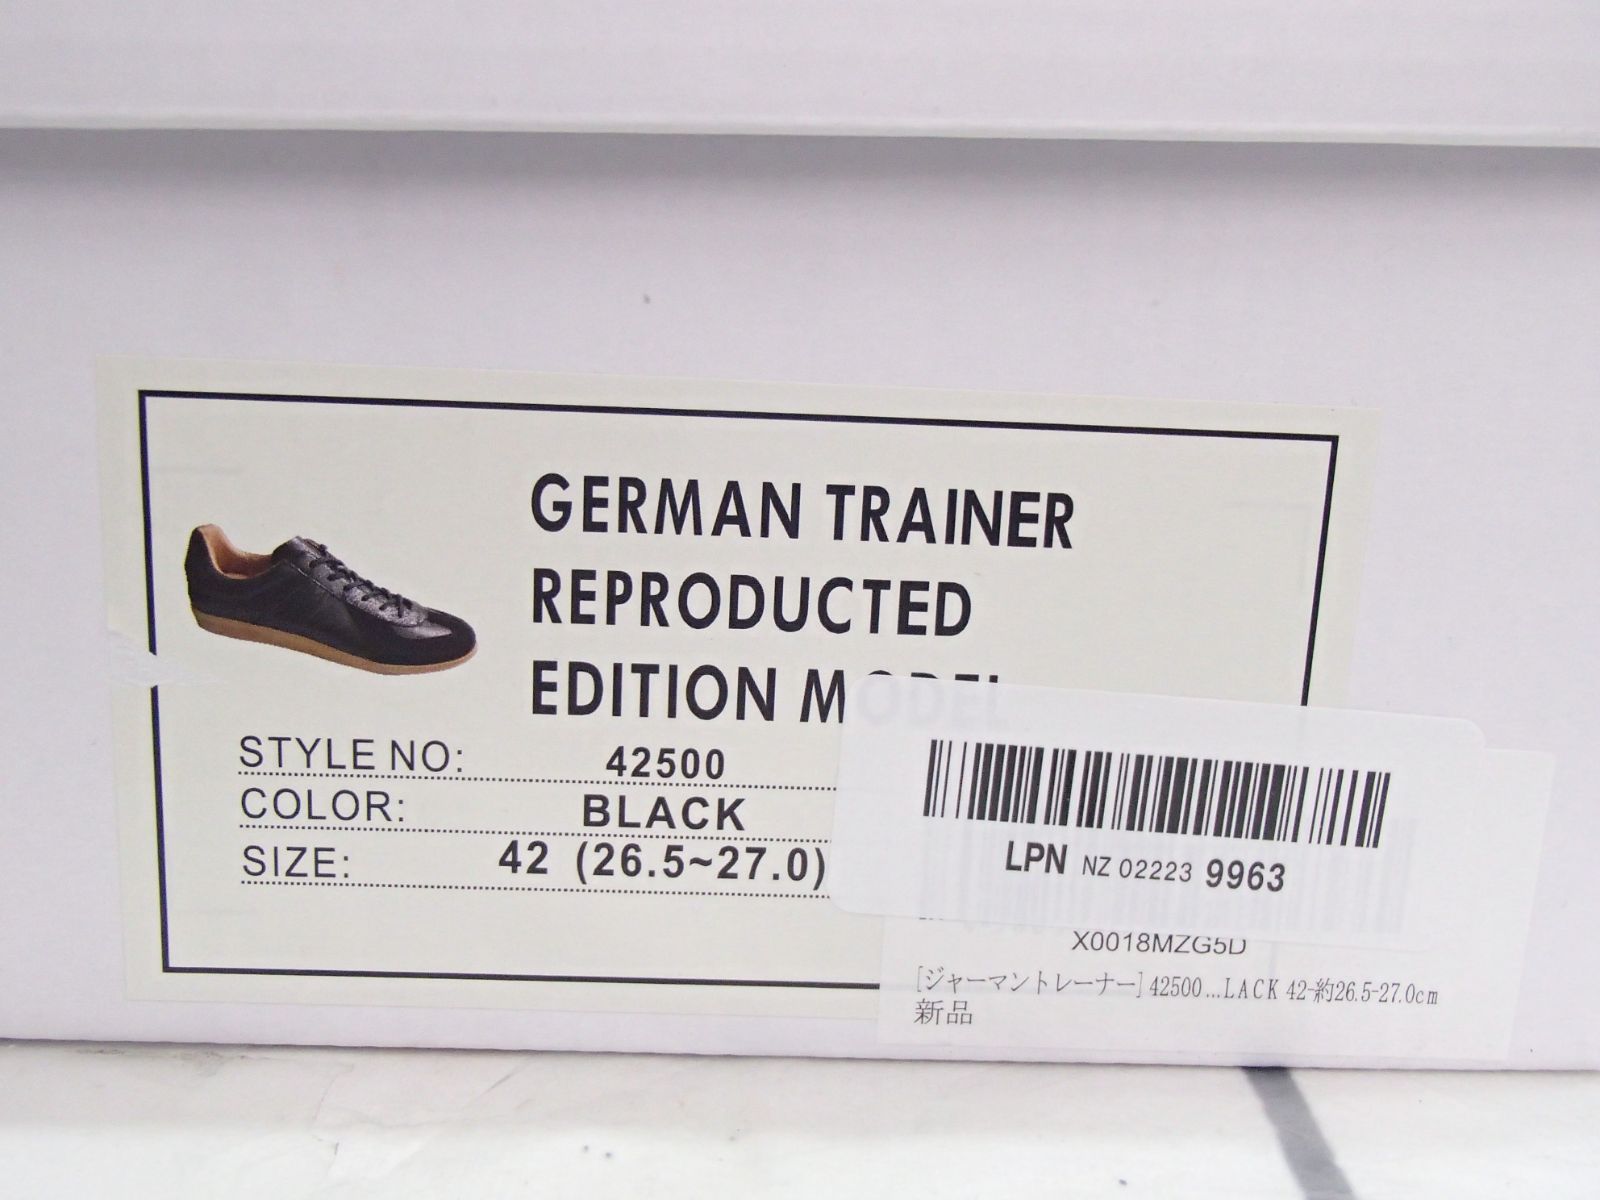 GERMAN TRAINER
REPRODUCTED
EDITION MODEL
STYLE NO: 42500
COLOR: BLACK
SIZE: 42 (26.5~27.0)
LPN NZ 02223 9963
X0018MZG5D
[ジャーマントレーナー] 42500...LACK 42-約26.5-27.0cm
新品